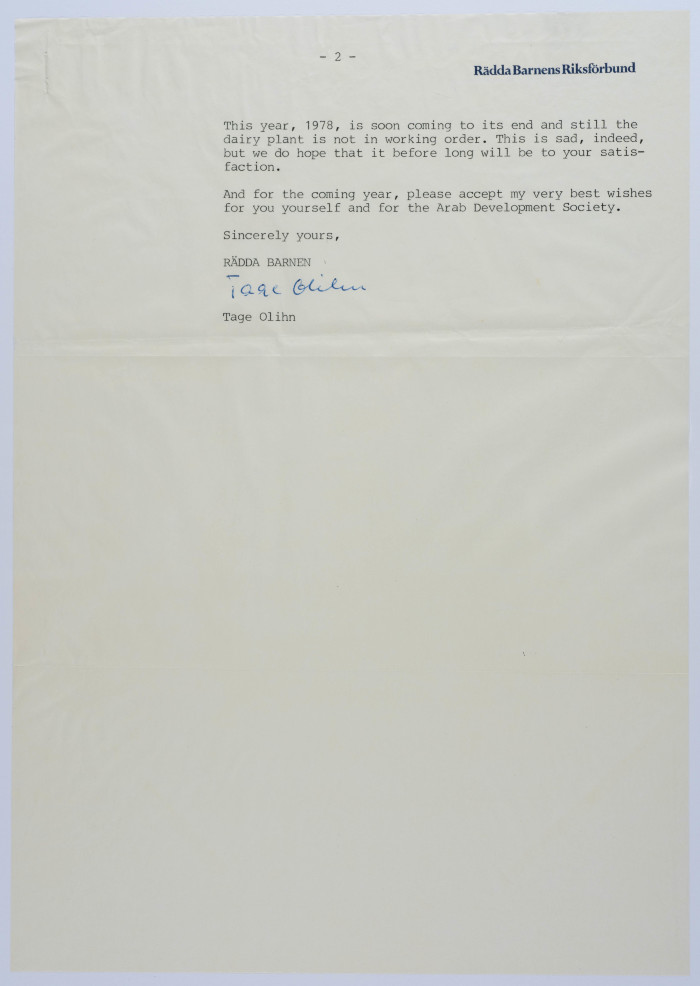 - 2 -
Rädda Barnens Riksförbund
This year, 1978, is soon coming to its end and still the
dairy plant is not in working order. This is sad, indeed,
but we do hope that it before long will be to your satis-
faction.
And for the coming year, please accept my very best wishes
for you yourself and for the Arab Development Society.
Sincerely yours,
RÄDDA BARNEN
Tage Olihn
Tage Olihn